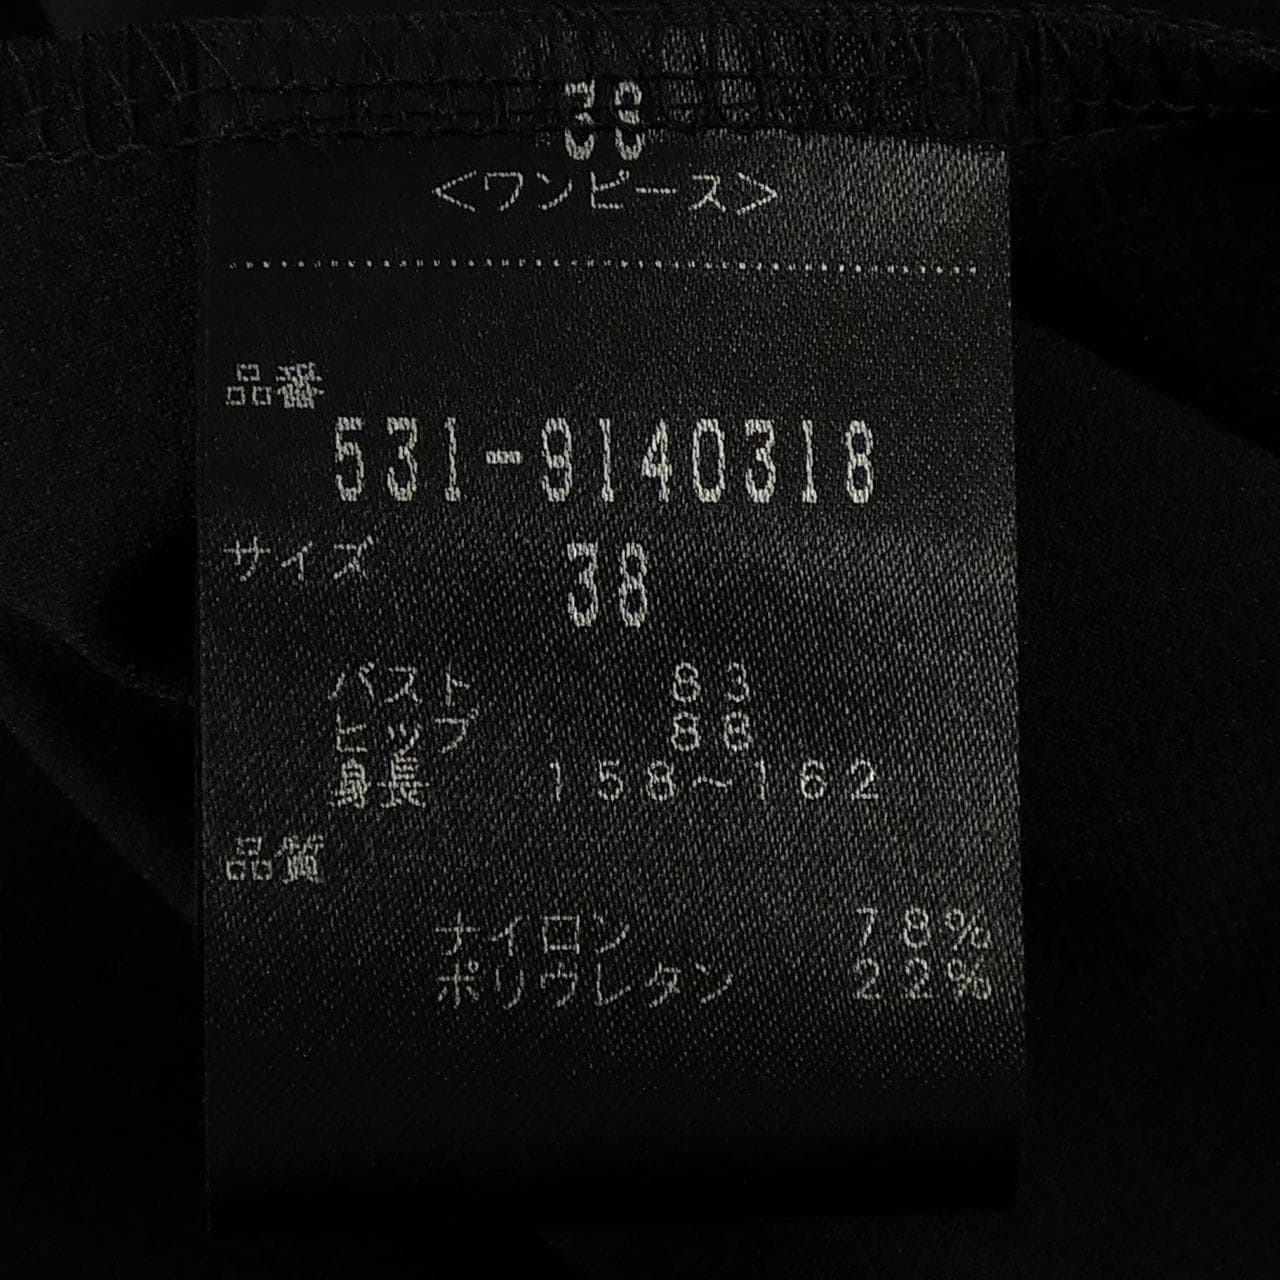 38
<ワンピース>
品番
531-9140318
サイズ 38
バスト 83
ヒップ 88
身長 158~162
品質
ナイロン 78%
ポリウレタン 22%